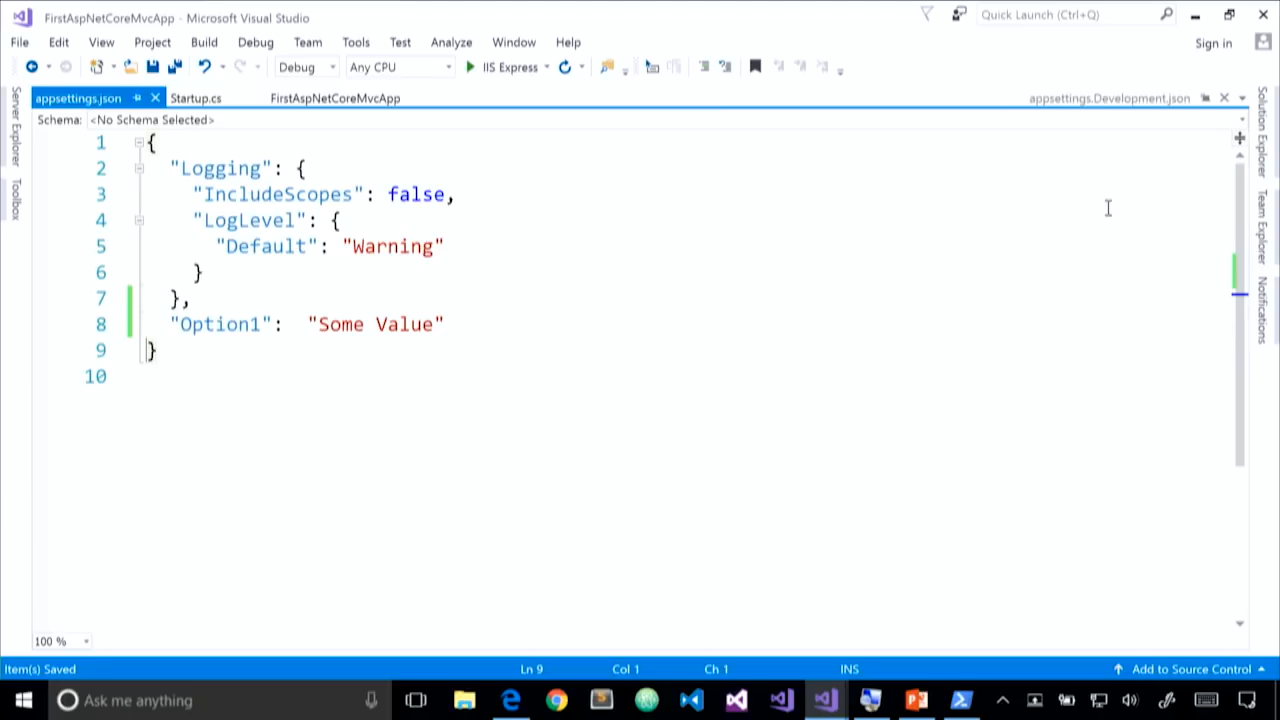 FirstAspNetCoreMvcApp - Microsoft Visual Studio
Quick Launch (Ctrl+Q)
File Edit View Project Build Debug Team Tools Test Analyze Window Help
Sign in
Debug Any CPU IIS Express
appsettings.json Startup.cs FirstAspNetCoreMvcApp appsettings.Development.json
Schema: <No Schema Selected>
Server Explorer
Toolbox
Solution Explorer
Team Explorer
Notifications
1 {
2 "Logging": {
3 "IncludeScopes": false,
4 "LogLevel": {
5 "Default": "Warning"
6 }
7 },
8 "Option1": "Some Value"
9 }
10
100 %
Item(s) Saved Ln 9 Col 1 Ch 1 INS Add to Source Control
Ask me anything